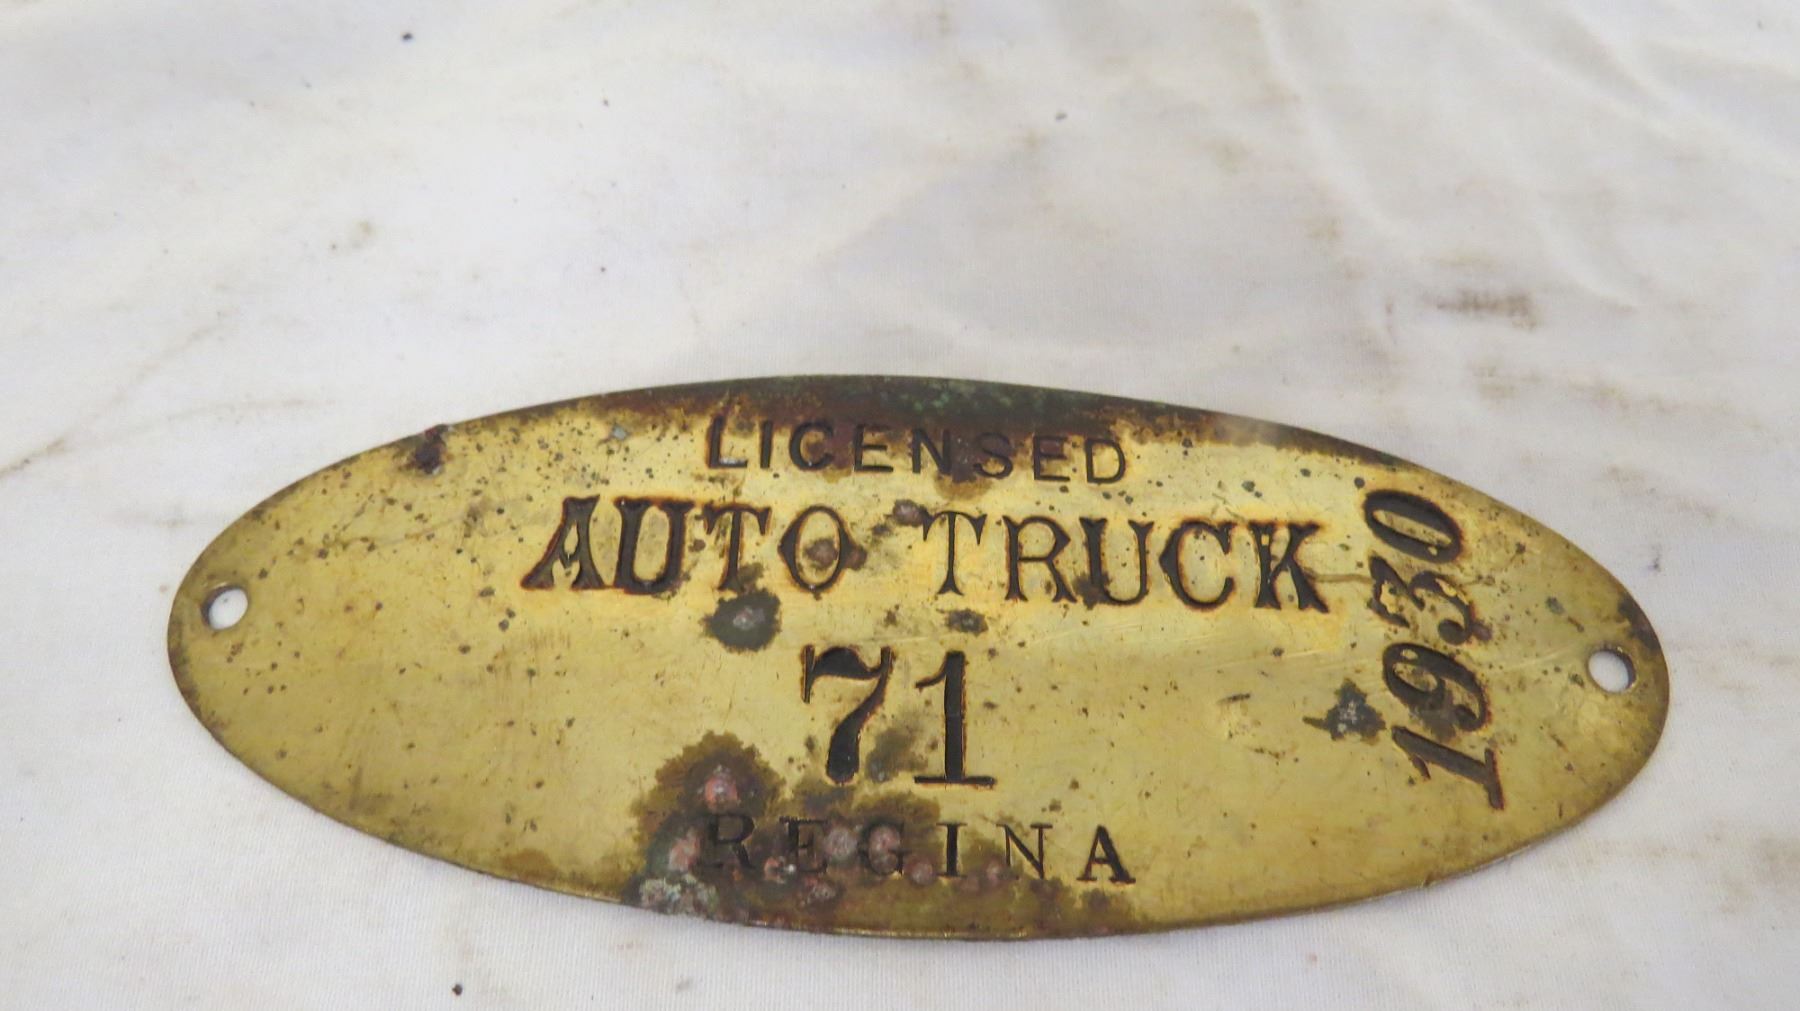 LICENSED
AUTO TRUCK
71
REGINA
1930